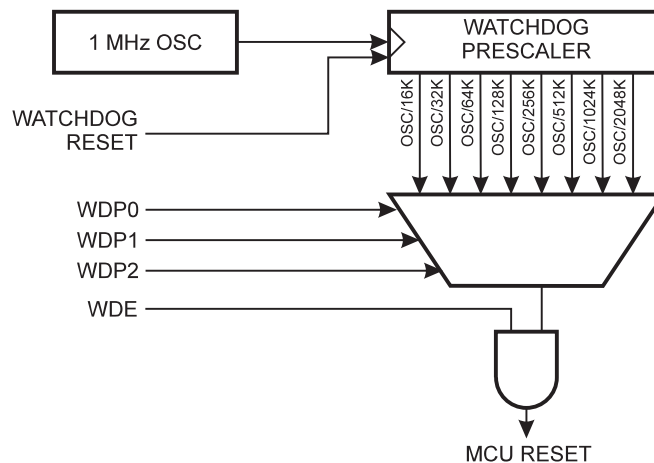 1 MHz OSC
WATCHDOG
PRESCALER
WATCHDOG
RESET
OSC/16K
OSC/32K
OSC/64K
OSC/128K
OSC/256K
OSC/512K
OSC/1024K
OSC/2048K
WDP0
WDP1
WDP2
WDE
MCU RESET